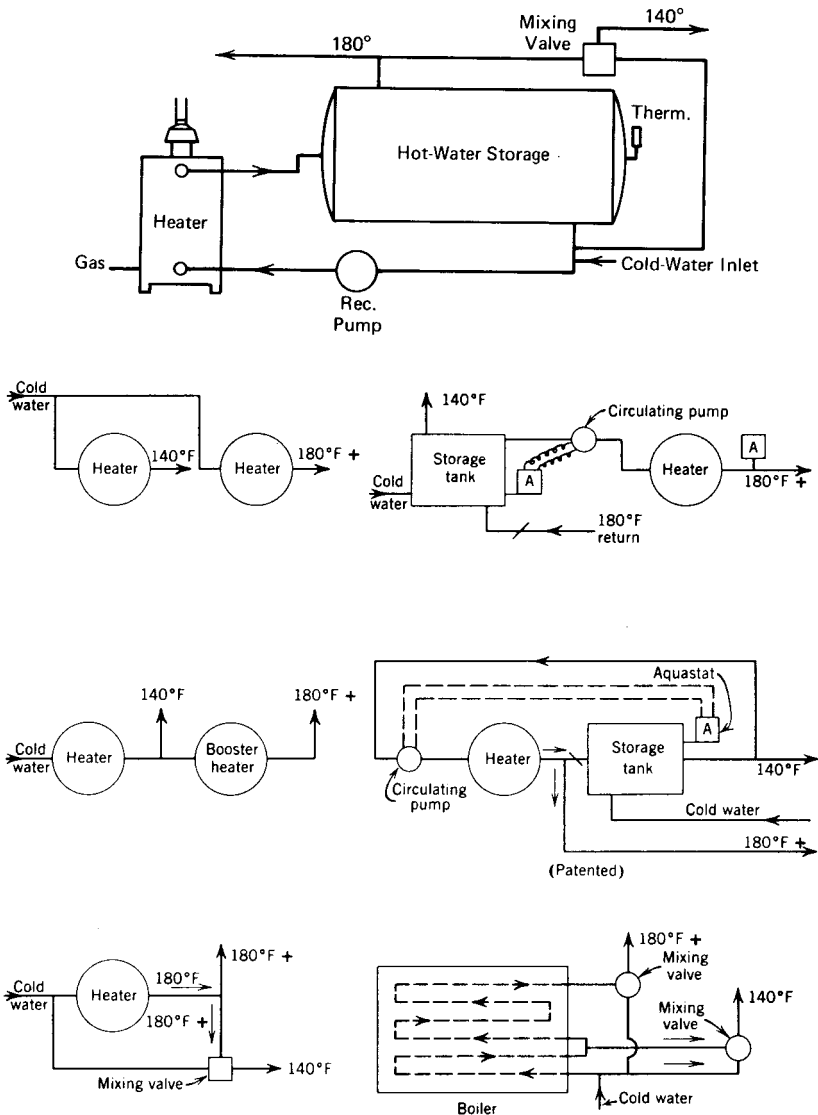 Mixing
Valve
140°
180°
Therm.
Hot-Water Storage
Heater
Gas
Cold-Water Inlet
Rec.
Pump
Cold
water
Heater
140°F
Heater
180°F +
140°F
Circulating pump
Storage
tank
A
Cold
water
Heater
A
180°F +
180°F
return
Cold
water
Heater
140°F
Booster
heater
180°F +
Aquastat
A
Heater
Storage
tank
Circulating
pump
140°F
Cold water
180°F +
(Patented)
Cold
water
Heater
180°F
180°F +
180°F +
Mixing valve
140°F
180°F +
Mixing
valve
Mixing
valve
140°F
Cold water
Boiler